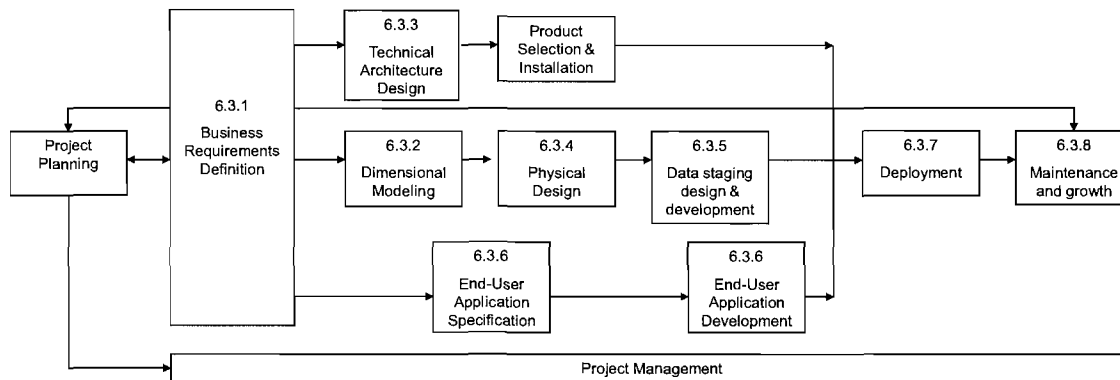 6.3.3
Technical
Architecture
Design
Product
Selection &
Installation
6.3.1
Business
Requirements
Definition
Project
Planning
6.3.2
Dimensional
Modeling
6.3.4
Physical
Design
6.3.5
Data staging
design &
development
6.3.7
Deployment
6.3.8
Maintenance
and growth
6.3.6
End-User
Application
Specification
6.3.6
End-User
Application
Development
Project Management